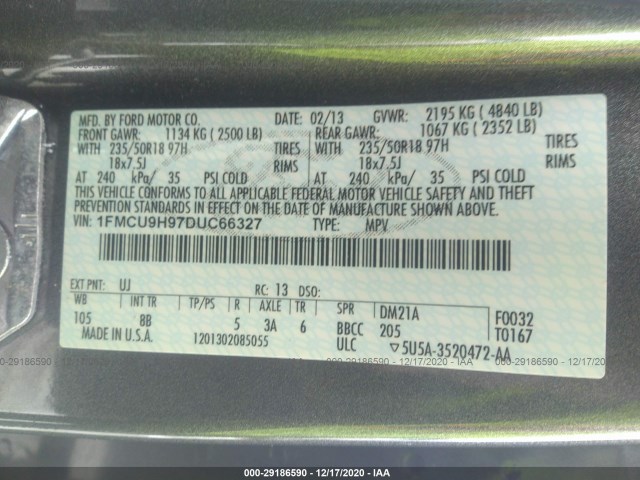 MFD. BY FORD MOTOR CO. DATE: 02/13 GVWR: 2195 KG ( 4840 LB)
FRONT GAWR: 1134 KG ( 2500 LB) REAR GAWR: 1067 KG ( 2352 LB)
WITH 235/50R18 97H TIRES WITH 235/50R18 97H TIRES
18x7.5J RIMS 18x7.5J RIMS
AT 240 kPa/ 35 PSI COLD AT 240 kPa/ 35 PSI COLD
THIS VEHICLE CONFORMS TO ALL APPLICABLE FEDERAL MOTOR VEHICLE SAFETY AND THEFT
PREVENTION STANDARDS IN EFFECT ON THE DATE OF MANUFACTURE SHOWN ABOVE.
VIN: 1FMCU9H97DUC66327 TYPE: MPV
EXT PNT: UJ RC: 13 DSO:
WB INT TR TP/PS R AXLE TR SPR DM21A F0032
105 8B 5 3A 6 BBCC 205 T0167
MADE IN U.S.A. 1201302085055 ULC ▽5U5A-3520472-AA
000-29186590 / 12/17/2020 - IAA